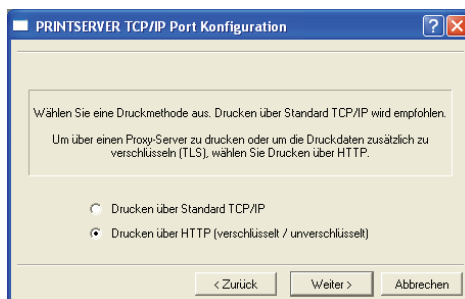 PRINTSERVER TCP/IP Port Konfiguration
Wählen Sie eine Druckmethode aus. Drucken über Standard TCP/IP wird empfohlen.
Um über einen Proxy-Server zu drucken oder um die Druckdaten zusätzlich zu
verschlüsseln (TLS), wählen Sie Drucken über HTTP.
Drucken über Standard TCP/IP
Drucken über HTTP (verschlüsselt / unverschlüsselt)
< Zurück Weiter > Abbrechen